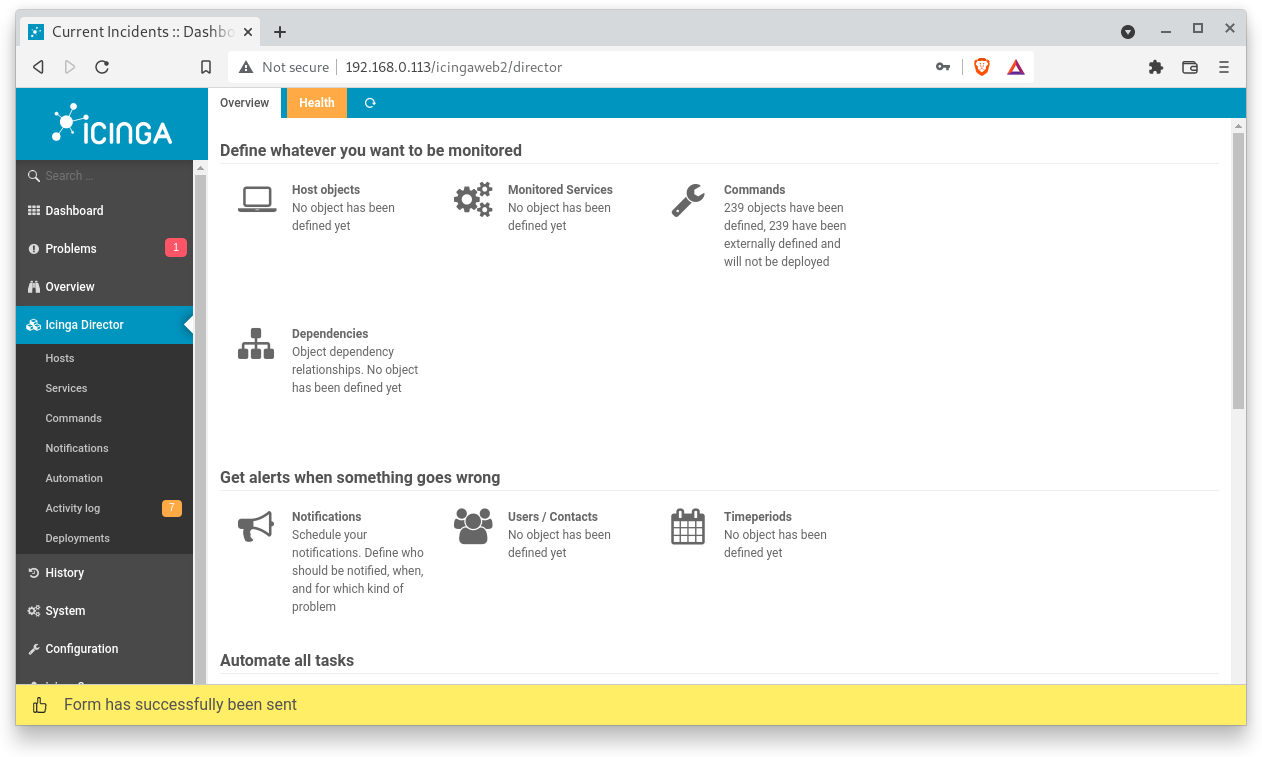 Current Incidents :: Dashbo
Not secure 192.168.0.113/icingaweb2/director
ICINGA
Overview Health
Search ...
Dashboard
Problems 1
Overview
Icinga Director
Hosts
Services
Commands
Notifications
Automation
Activity log 7
Deployments
History
System
Configuration
Define whatever you want to be monitored
Host objects
No object has been
defined yet
Monitored Services
No object has been
defined yet
Commands
239 objects have been
defined, 239 have been
externally defined and
will not be deployed
Dependencies
Object dependency
relationships. No object
has been defined yet
Get alerts when something goes wrong
Notifications
Schedule your
notifications. Define who
should be notified, when,
and for which kind of
problem
Users / Contacts
No object has been
defined yet
Timeperiods
No object has been
defined yet
Automate all tasks
Form has successfully been sent